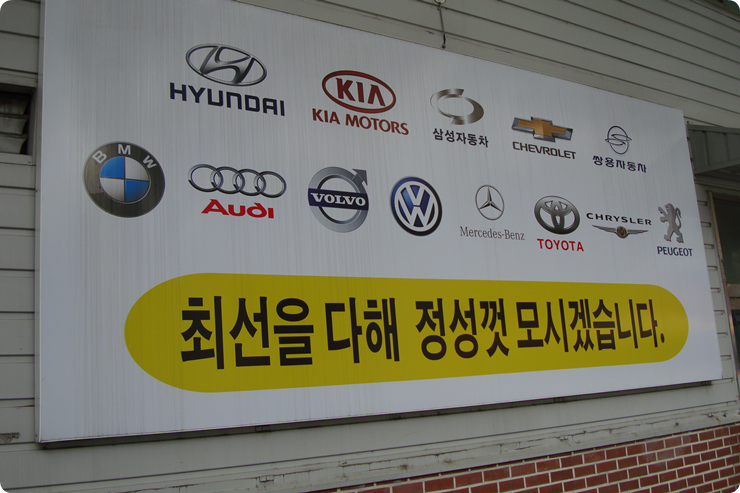 HYUNDAI
KIA
KIA MOTORS
삼성자동차
CHEVROLET
쌍용자동차
BMW
Audi
VOLVO
Mercedes-Benz
TOYOTA
CHRYSLER
PEUGEOT
최선을 다해 정성껏 모시겠습니다.